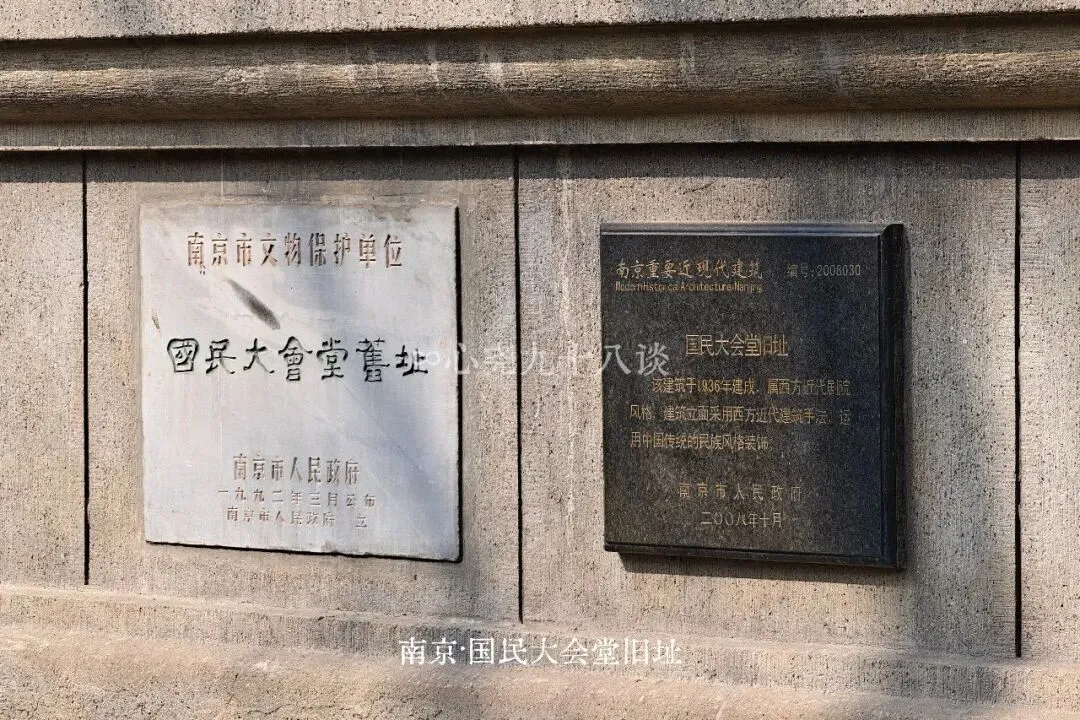 南京市文物保护单位
國民大會堂舊址
南京市人民政府
一九九二年三月公布
南京市人民政府 立
南京重要近现代建筑 编号:2006030
Modern Historical Architecture Nanjing
国民大会堂旧址
该建筑于1936年建成，属西方近代剧院
风格，建筑立面采用西方近代建筑手法，运
用中国传统的民族风格装饰。
南京市人民政府
二〇〇八年十月
心尧九十八谈
南京·国民大会堂旧址